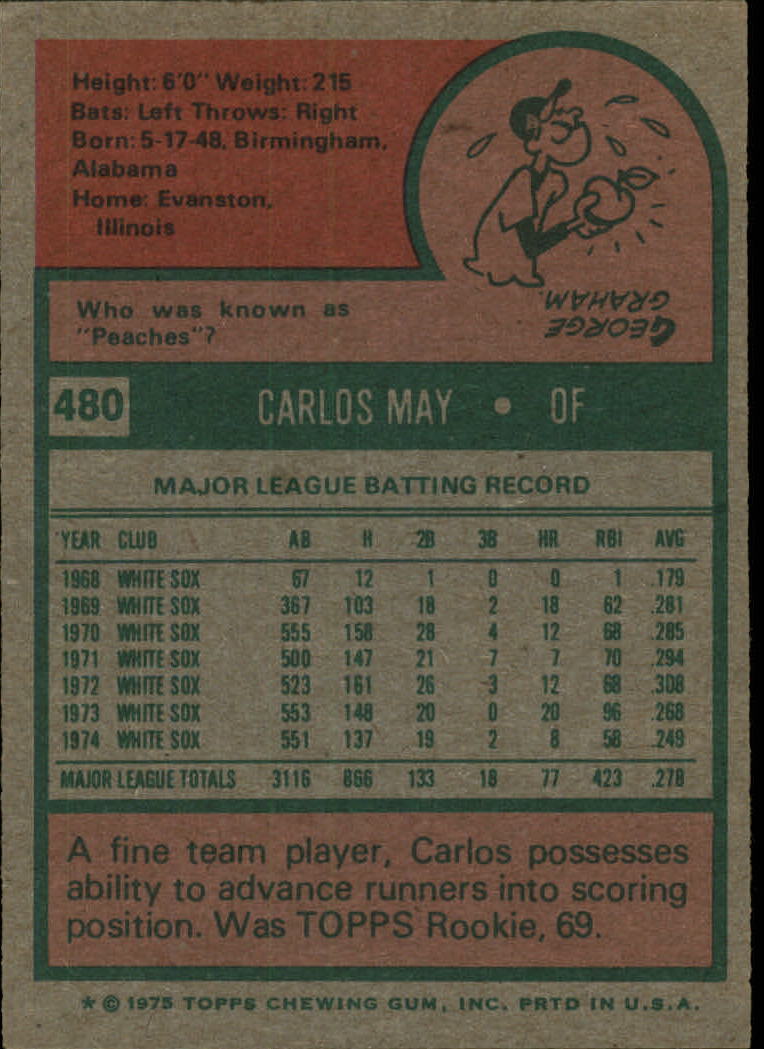 Height: 6'0" Weight: 215
Bats: Left Throws: Right
Born: 5-17-48, Birmingham,
Alabama
Home: Evanston,
Illinois
Who was known as
"Peaches"?
GEORGE
GRAHAM.
480 CARLOS MAY • OF
MAJOR LEAGUE BATTING RECORD
YEAR CLUB AB H 2B 3B HR RBI AVG
1968 WHITE SOX 67 12 1 0 0 1 .179
1969 WHITE SOX 367 103 18 2 18 62 .281
1970 WHITE SOX 555 158 28 4 12 68 .285
1971 WHITE SOX 500 147 21 7 7 70 .294
1972 WHITE SOX 523 161 26 3 12 68 .308
1973 WHITE SOX 553 148 20 0 20 96 .268
1974 WHITE SOX 551 137 19 2 8 58 .249
MAJOR LEAGUE TOTALS 3116 866 133 18 77 423 .278
A fine team player, Carlos possesses
ability to advance runners into scoring
position. Was TOPPS Rookie, 69.
* © 1975 TOPPS CHEWING GUM, INC. PRTD IN U.S.A.